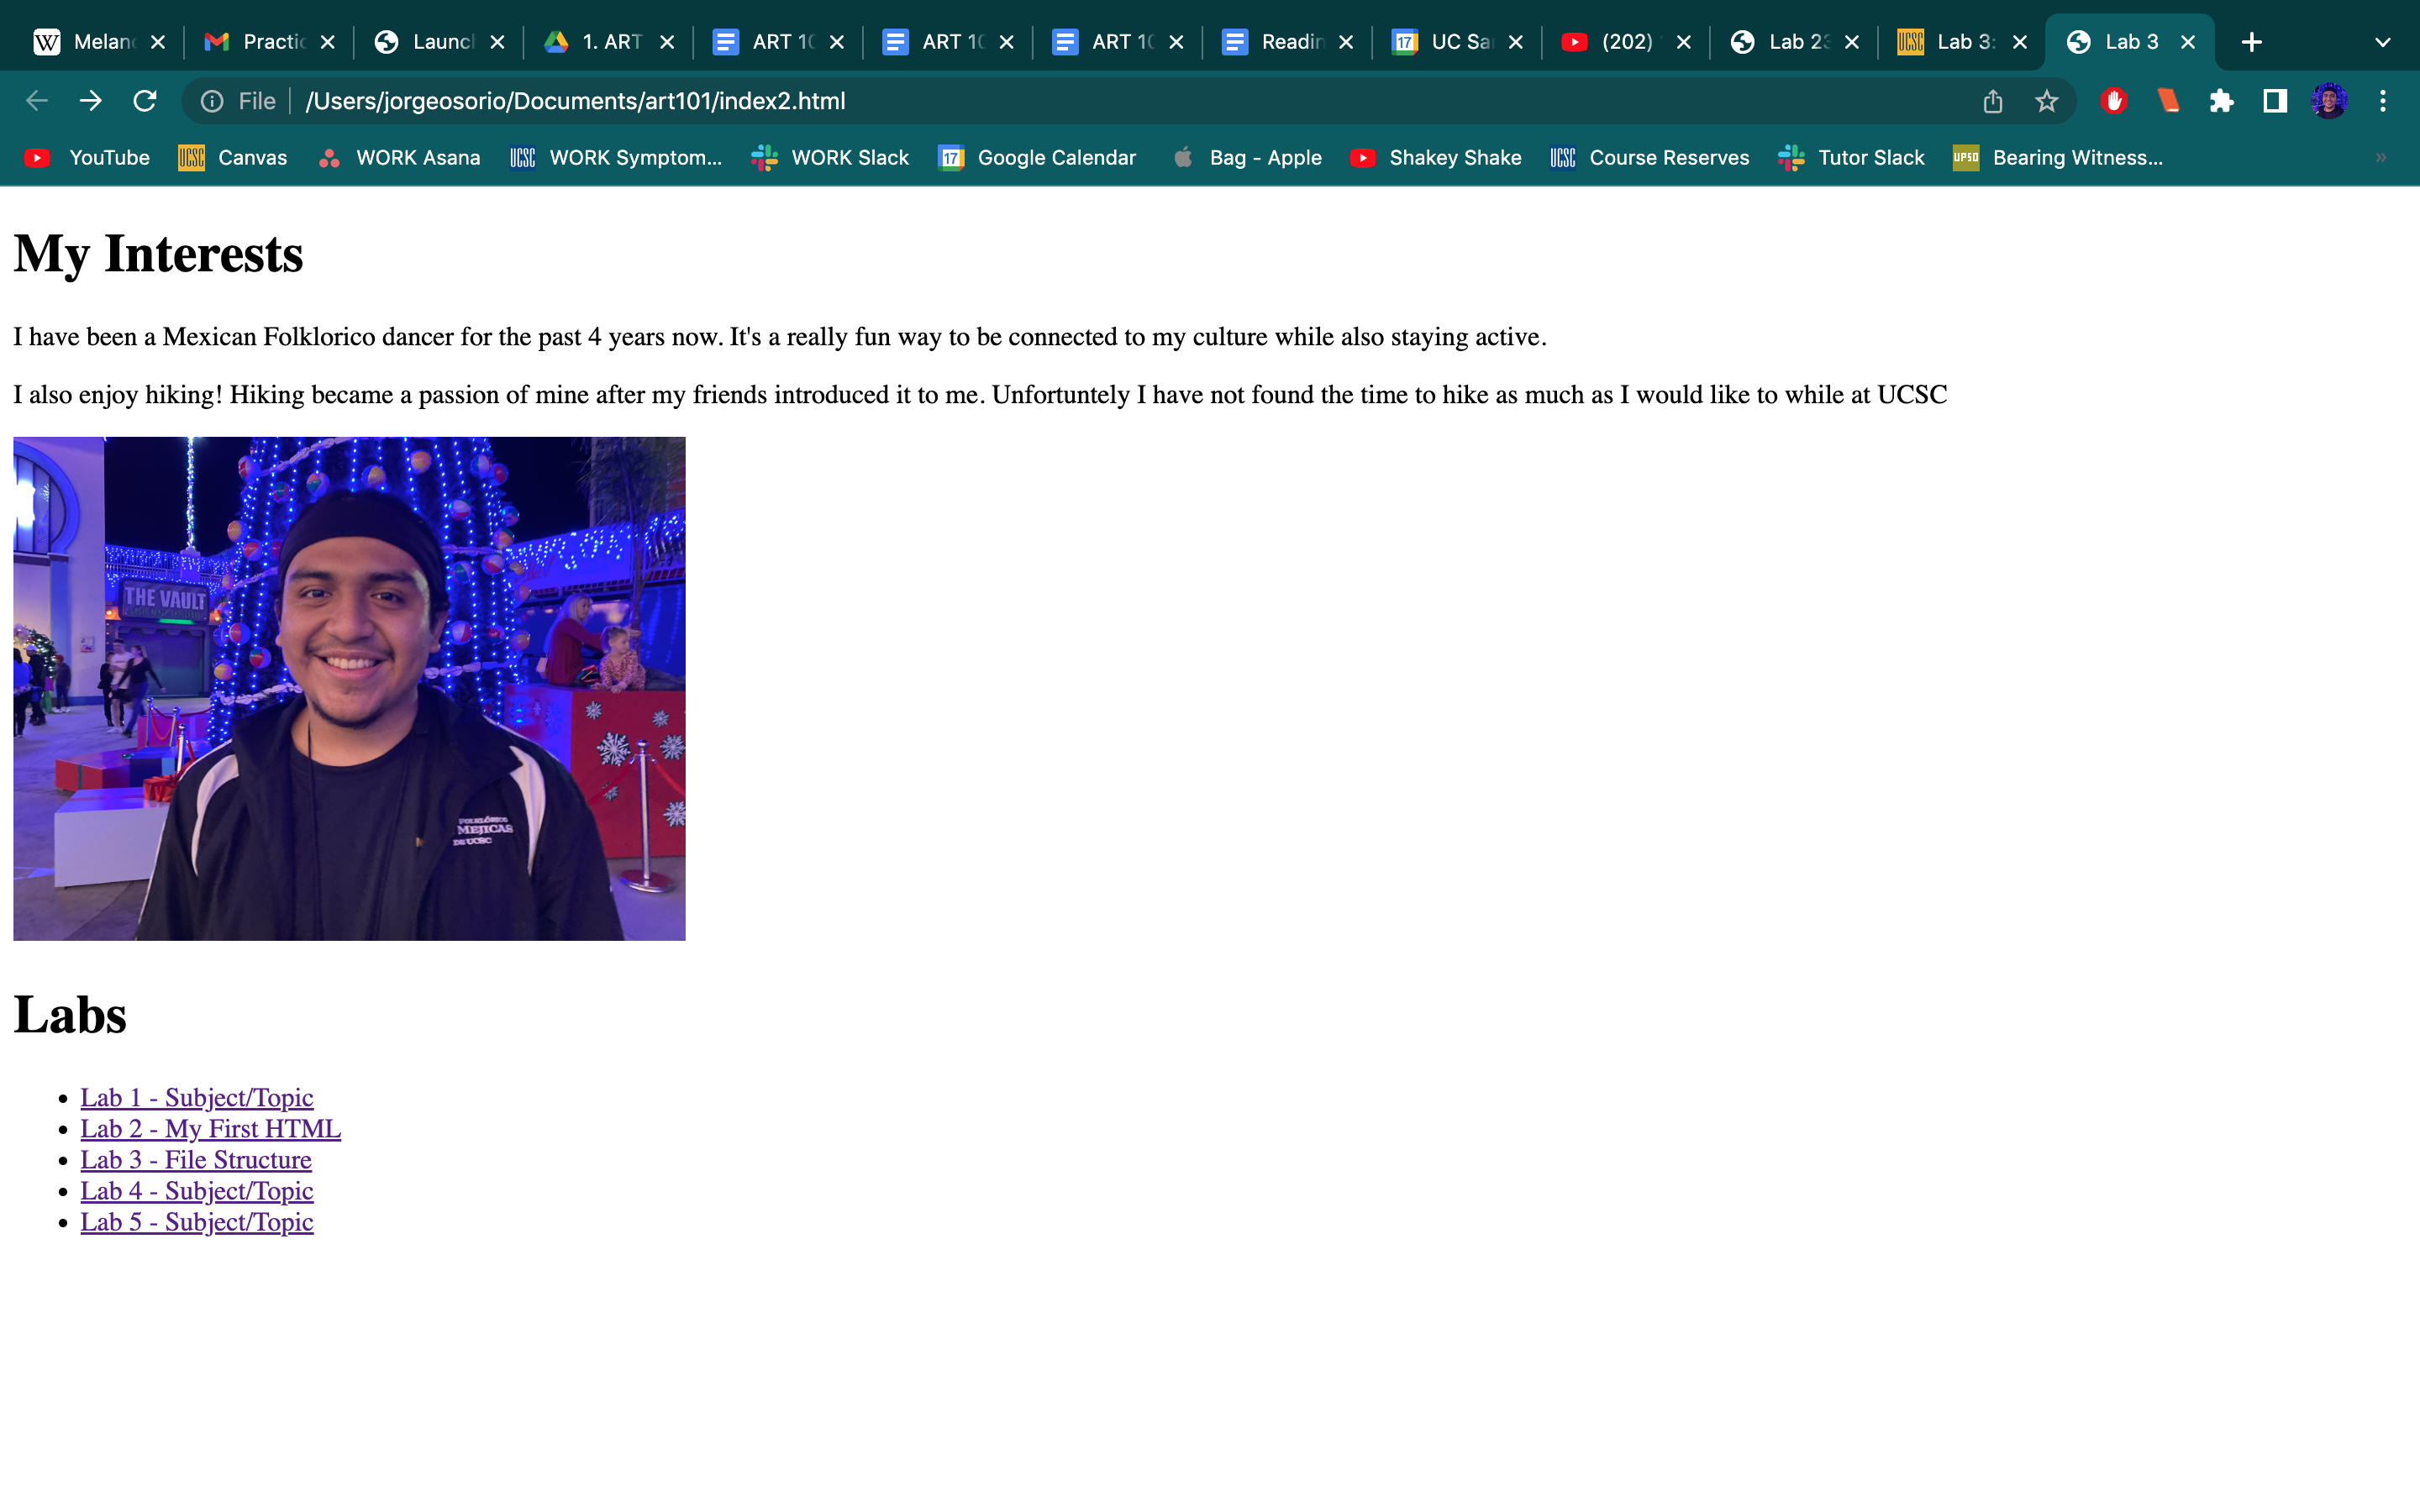 Melan Practic Launch 1. ART ART 10 ART 10 ART 10 Readin UC Sa (202) Lab 23 Lab 3: Lab 3
File /Users/jorgeosorio/Documents/art101/index2.html
YouTube Canvas WORK Asana WORK Symptom... WORK Slack Google Calendar Bag - Apple Shakey Shake Course Reserves Tutor Slack Bearing Witness...
My Interests
I have been a Mexican Folklorico dancer for the past 4 years now. It's a really fun way to be connected to my culture while also staying active.
I also enjoy hiking! Hiking became a passion of mine after my friends introduced it to me. Unfortuntely I have not found the time to hike as much as I would like to while at UCSC
THE VAULT
FOLKLÓRICO
MEJICAS
DE UCSC
Labs
Lab 1 - Subject/Topic
Lab 2 - My First HTML
Lab 3 - File Structure
Lab 4 - Subject/Topic
Lab 5 - Subject/Topic